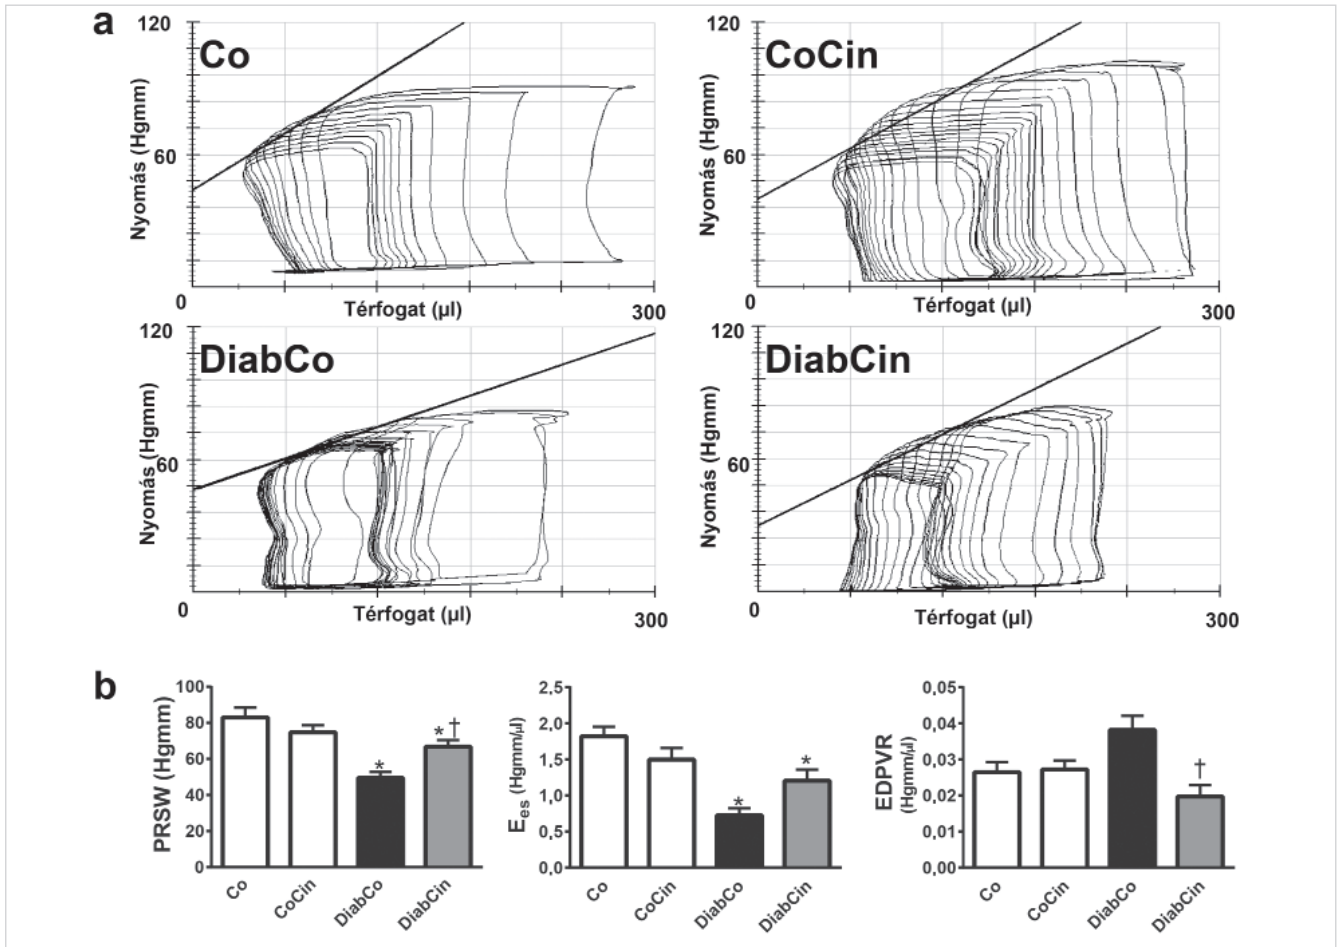 a
120
Co
Nyomás (Hgmm)
60
0
Térfogat (µl)
300
120
CoCin
Nyomás (Hgmm)
60
0
Térfogat (µl)
300
120
DiabCo
Nyomás (Hgmm)
60
0
Térfogat (µl)
300
120
DiabCin
Nyomás (Hgmm)
60
0
Térfogat (µl)
300
b
PRSW (Hgmm)
100
80
60
40
20
0
*
*†
Co
CoCin
DiabCo
DiabCin
Ees (Hgmm/µl)
2,5
2,0
1,5
1,0
0,5
0,0
*
*
Co
CoCin
DiabCo
DiabCin
EDPVR
(Hgmm/µl)
0,05
0,04
0,03
0,02
0,01
0,00
†
Co
CoCin
DiabCo
DiabCin